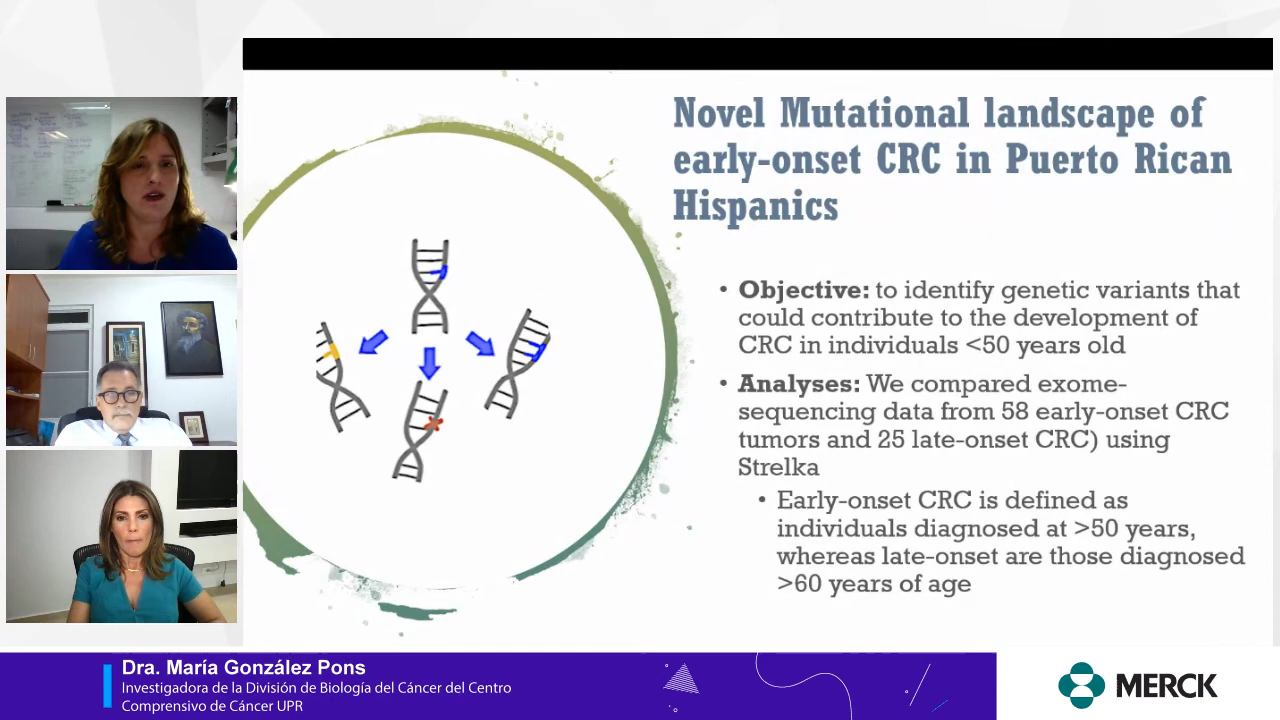 Novel Mutational landscape of
early-onset CRC in Puerto Rican
Hispanics
• Objective: to identify genetic variants that
could contribute to the development of
CRC in individuals <50 years old
• Analyses: We compared exome-
sequencing data from 58 early-onset CRC
tumors and 25 late-onset CRC) using
Strelka
• Early-onset CRC is defined as
individuals diagnosed at >50 years,
whereas late-onset are those diagnosed
>60 years of age
Dra. María González Pons
Investigadora de la División de Biología del Cáncer del Centro
Comprensivo de Cáncer UPR
MERCK